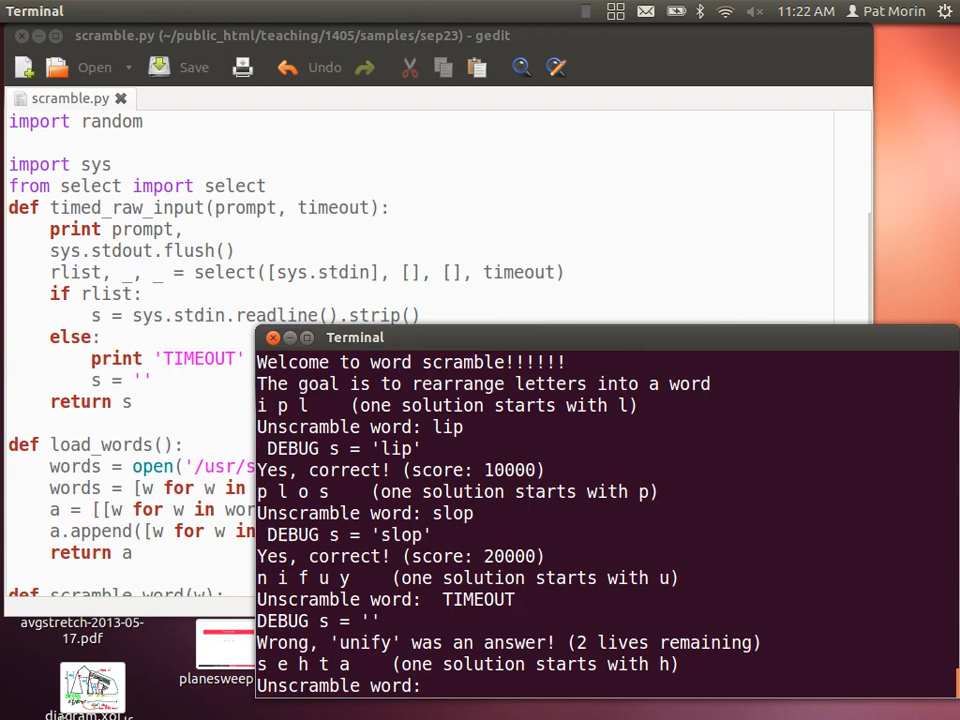 Terminal
11:22 AM
Pat Morin
scramble.py (~/public_html/teaching/1405/samples/sep23) - gedit
Open
Save
Undo
scramble.py
import random
import sys
from select import select
def timed_raw_input(prompt, timeout):
print prompt,
sys.stdout.flush()
rlist, _, _ = select([sys.stdin], [], [], timeout)
if rlist:
s = sys.stdin.readline().strip()
else:
print 'TIMEOUT'
s = ''
return s
def load_words():
words = open('/usr/s
words = [w for w in
a = [[w for w in wor
a.append([w for w in
return a
def scramble_word(w):
Terminal
Welcome to word scramble!!!!!!
The goal is to rearrange letters into a word
i p l    (one solution starts with l)
Unscramble word: lip
DEBUG s = 'lip'
Yes, correct! (score: 10000)
p l o s    (one solution starts with p)
Unscramble word: slop
DEBUG s = 'slop'
Yes, correct! (score: 20000)
n i f u y    (one solution starts with u)
Unscramble word:  TIMEOUT
DEBUG s = ''
Wrong, 'unify' was an answer! (2 lives remaining)
s e h t a    (one solution starts with h)
Unscramble word:
avgstretch-2013-05-
17.pdf
planesweep
diagram.xoj